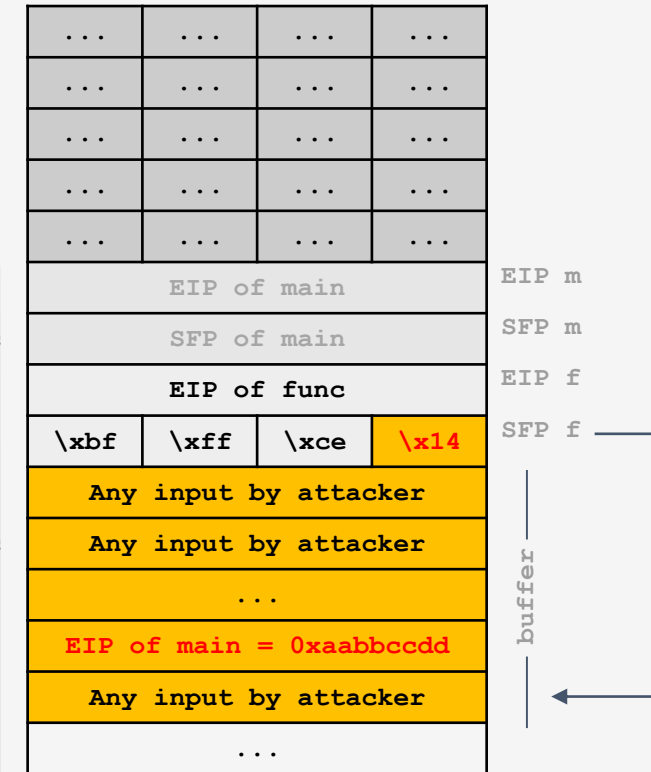 ... ... ... ...
... ... ... ...
... ... ... ...
... ... ... ...
... ... ... ...
EIP of main EIP m
SFP of main SFP m
EIP of func EIP f
\xbf \xff \xce \x14 SFP f
Any input by attacker
Any input by attacker
...
buffer
EIP of main = 0xaabbccdd
Any input by attacker
...